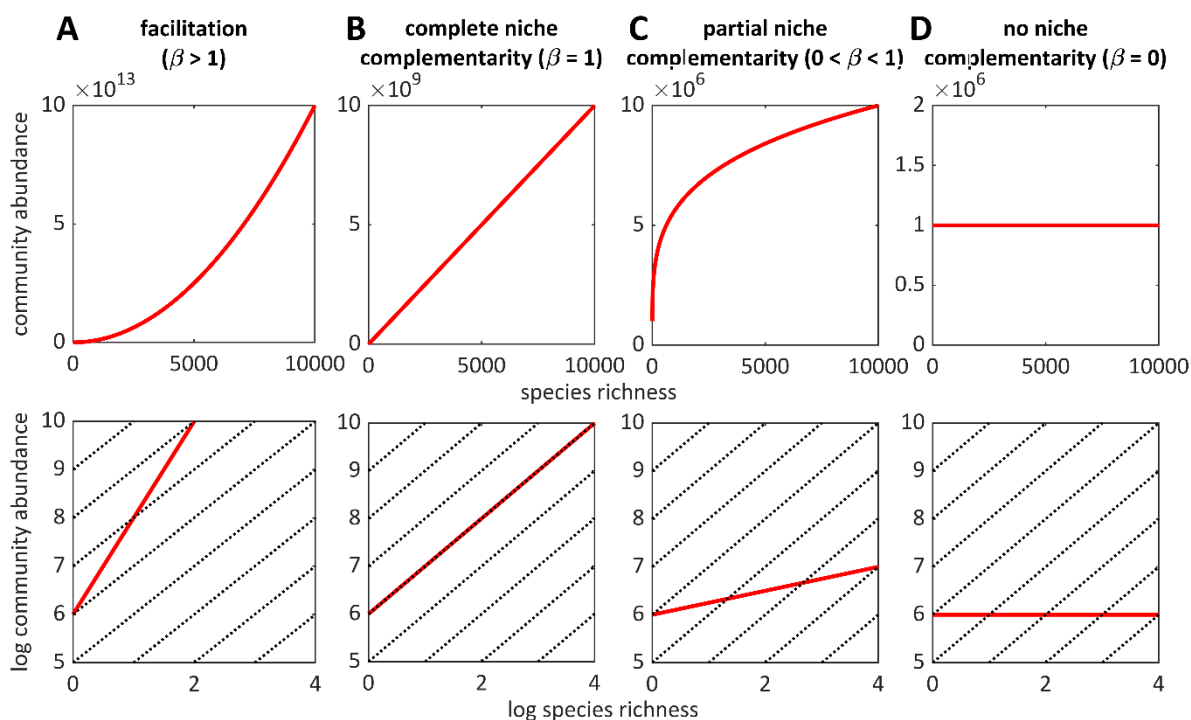 A
facilitation
(β > 1)
B
complete niche
complementarity (β = 1)
C
partial niche
complementarity (0 < β < 1)
D
no niche
complementarity (β = 0)
×10^13
10
5
0
0 5000 10000
×10^9
10
5
0
0 5000 10000
×10^6
10
5
0
0 5000 10000
×10^6
2
1.5
1
0.5
0
0 5000 10000
community abundance
species richness
10
9
8
7
6
5
0 2 4
10
9
8
7
6
5
0 2 4
10
9
8
7
6
5
0 2 4
10
9
8
7
6
5
0 2 4
log community abundance
log species richness